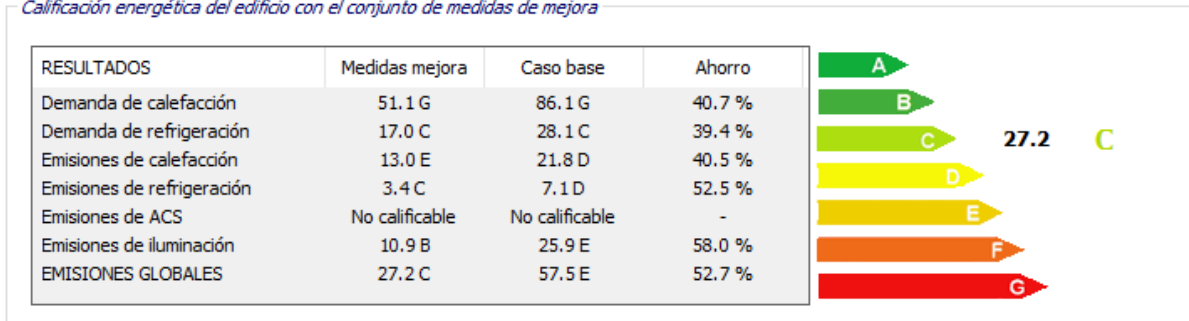 Calificación energética del edificio con el conjunto de medidas de mejora
RESULTADOS Medidas mejora Caso base Ahorro
Demanda de calefacción 51.1 G 86.1 G 40.7 %
Demanda de refrigeración 17.0 C 28.1 C 39.4 %
Emisiones de calefacción 13.0 E 21.8 D 40.5 %
Emisiones de refrigeración 3.4 C 7.1 D 52.5 %
Emisiones de ACS No calificable No calificable -
Emisiones de iluminación 10.9 B 25.9 E 58.0 %
EMISIONES GLOBALES 27.2 C 57.5 E 52.7 %
A
B
C 27.2 C
D
E
F
G